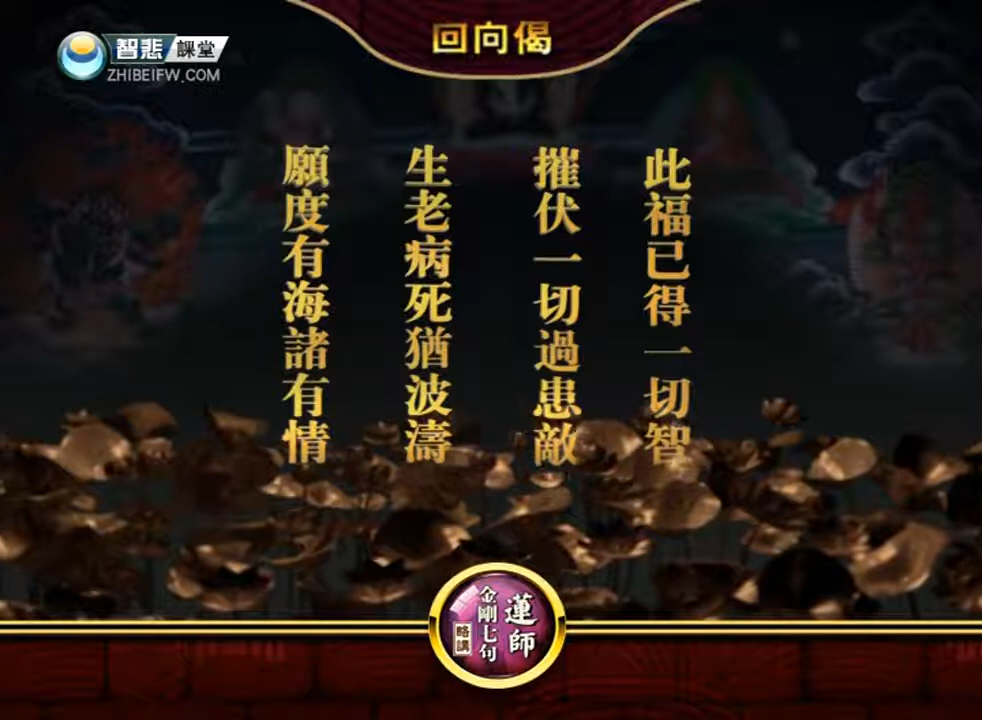 智悲課堂
ZHIBEIFW.COM
回向偈
此福已得一切智
摧伏一切過患敵
生老病死猶波濤
願度有海諸有情
蓮師
金剛七句
略講